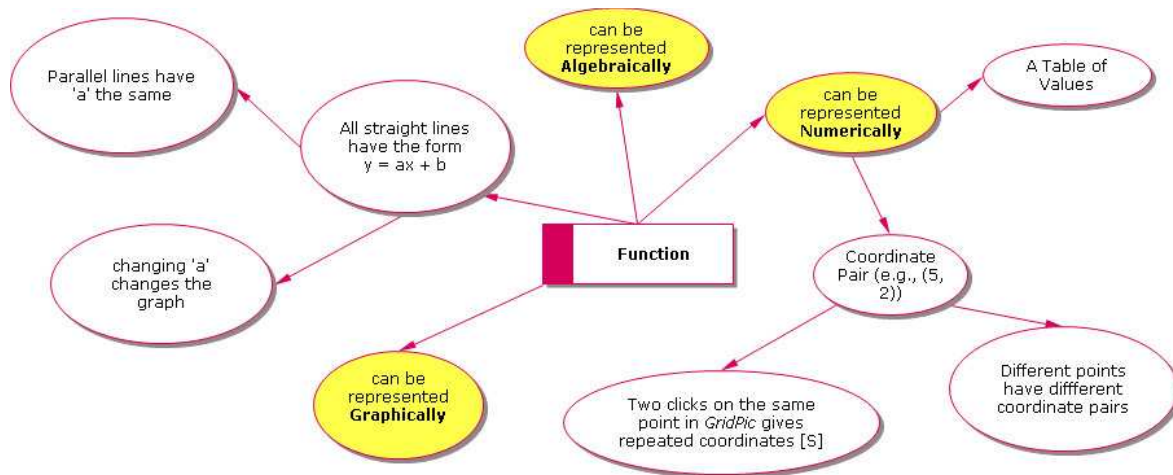 can be
represented
Algebraically
Parallel lines have
'a' the same
A Table of
Values
can be
represented
Numerically
All straight lines
have the form
y = ax + b
Function
changing 'a'
changes the
graph
Coordinate
Pair (e.g., (5,
2))
can be
represented
Graphically
Two clicks on the same
point in GridPic gives
repeated coordinates [S]
Different points
have diffferent
coordinate pairs